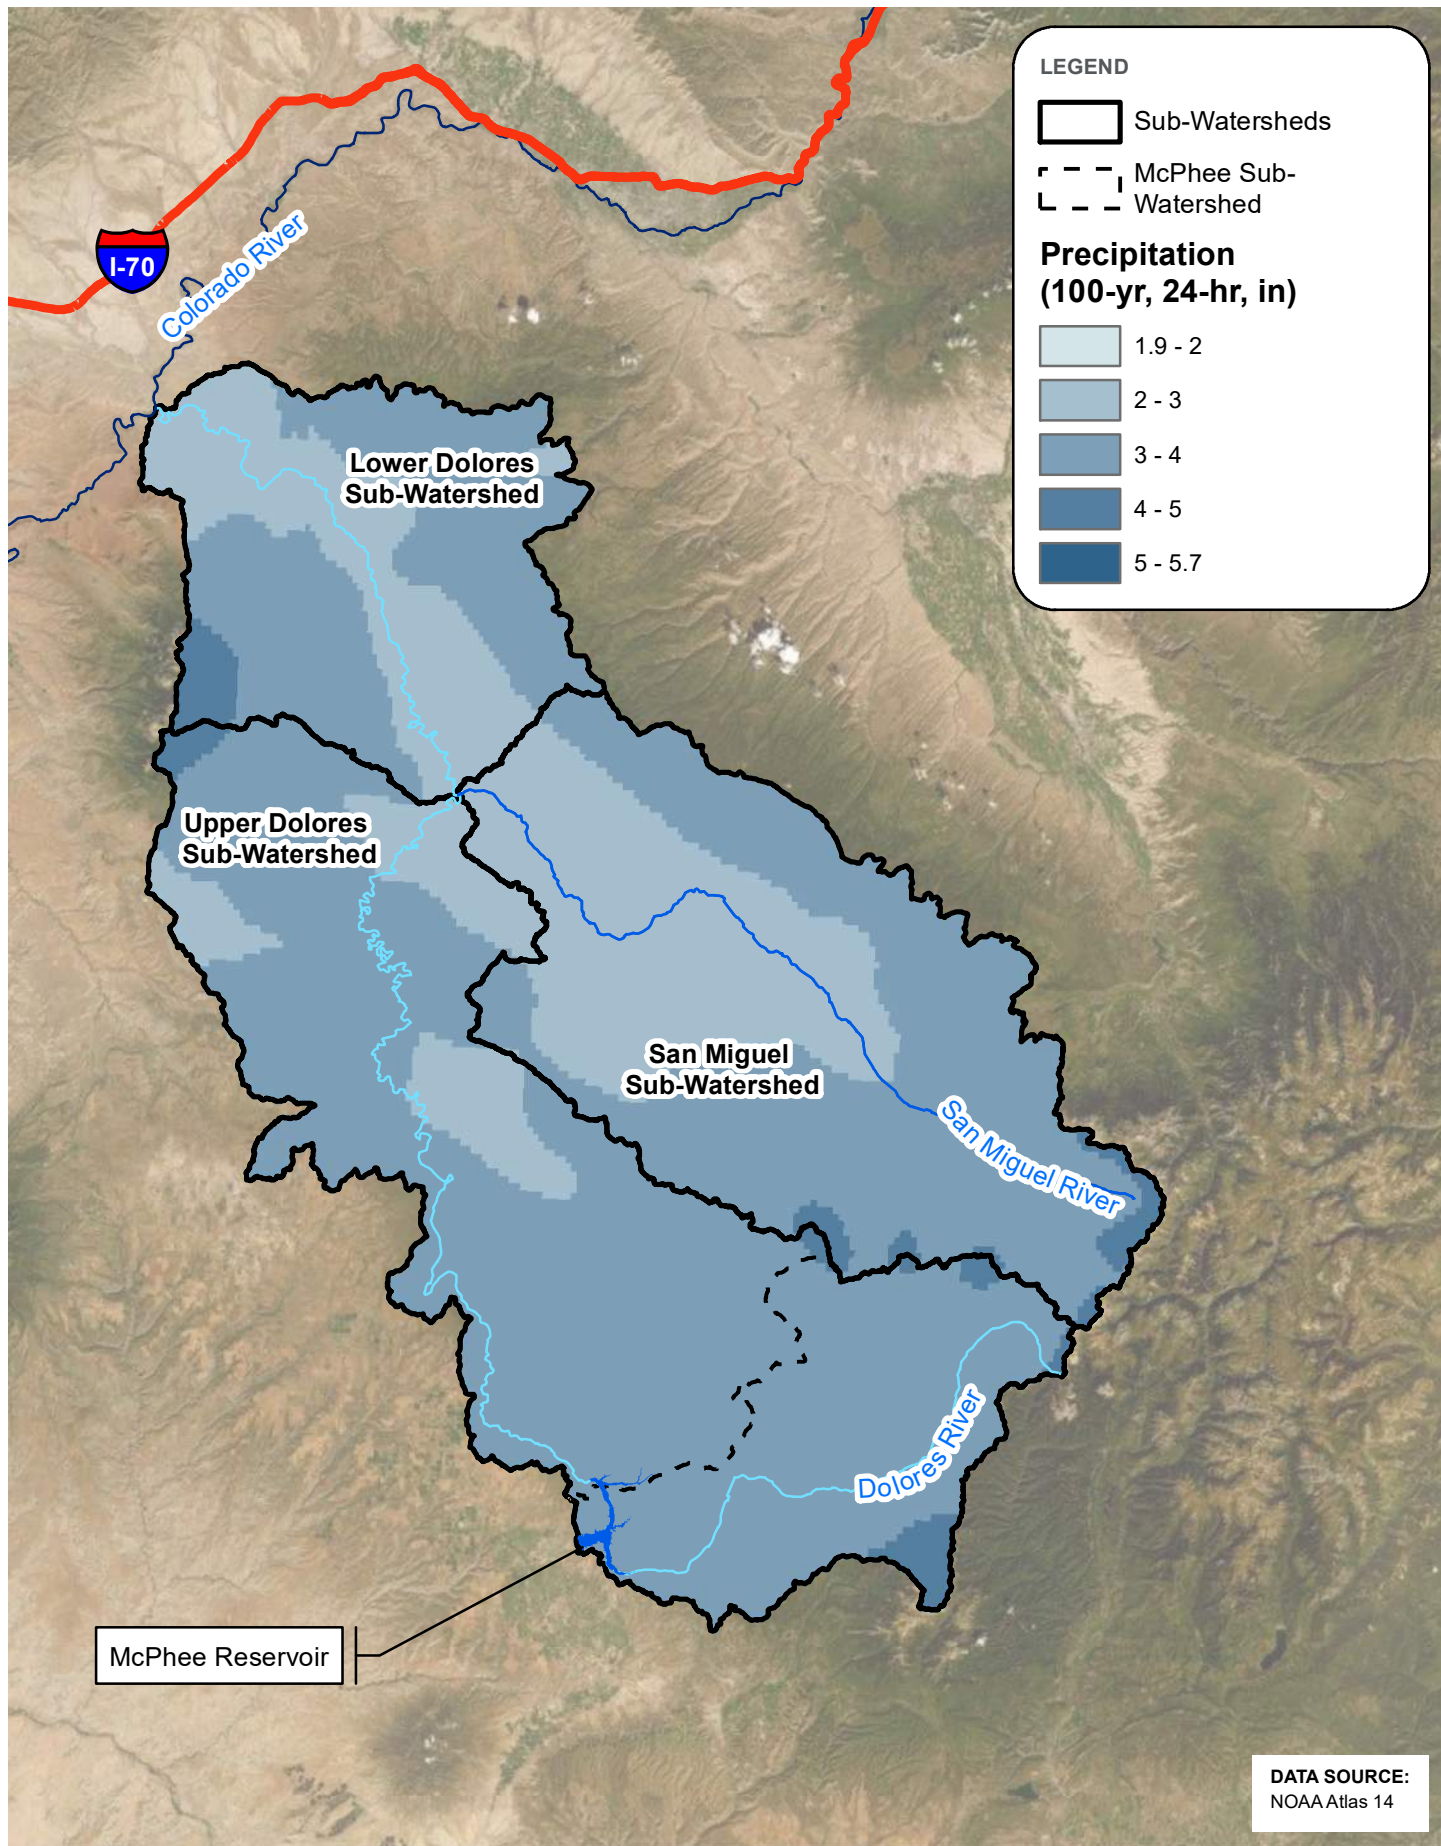 LEGEND
Sub-Watersheds
McPhee Sub-
Watershed
Precipitation
(100-yr, 24-hr, in)
1.9 - 2
2 - 3
3 - 4
4 - 5
5 - 5.7
I-70
Colorado River
Lower Dolores
Sub-Watershed
Upper Dolores
Sub-Watershed
San Miguel
Sub-Watershed
San Miguel River
Dolores River
McPhee Reservoir
DATA SOURCE:
NOAA Atlas 14